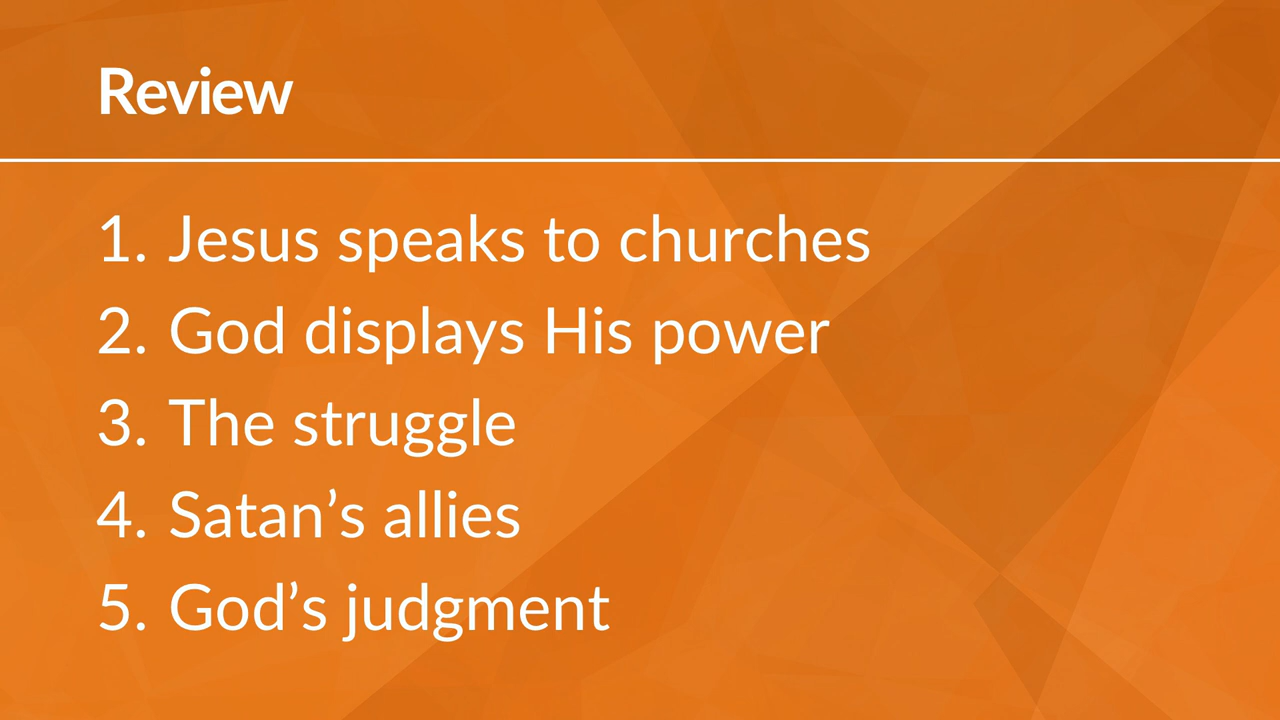 Review
1. Jesus speaks to churches
2. God displays His power
3. The struggle
4. Satan’s allies
5. God’s judgment